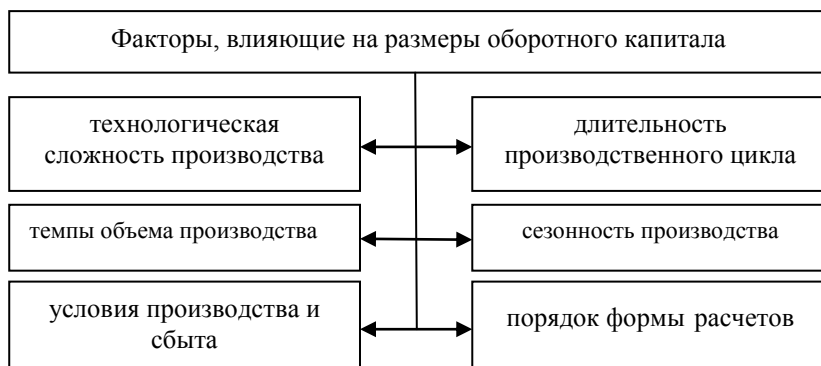 Факторы, влияющие на размеры оборотного капитала
технологическая
сложность производства
длительность
производственного цикла
темпы объема производства
сезонность производства
условия производства и
сбыта
порядок формы расчетов